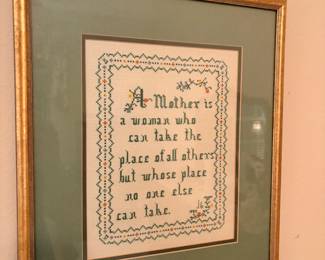 A Mother is
a woman who
can take the
place of all others
but whose place
no one else
can take.